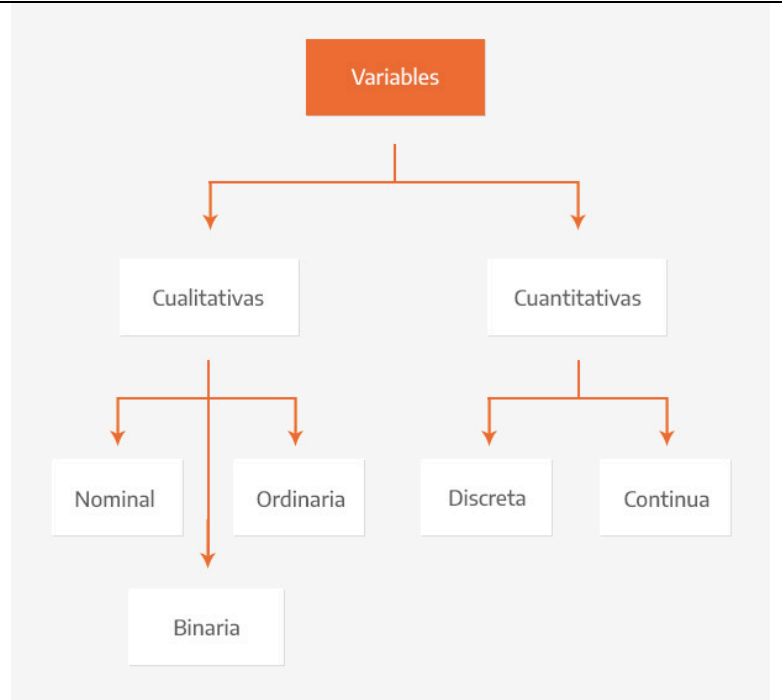 Variables
Cualitativas
Cuantitativas
Nominal
Ordinaria
Discreta
Continua
Binaria